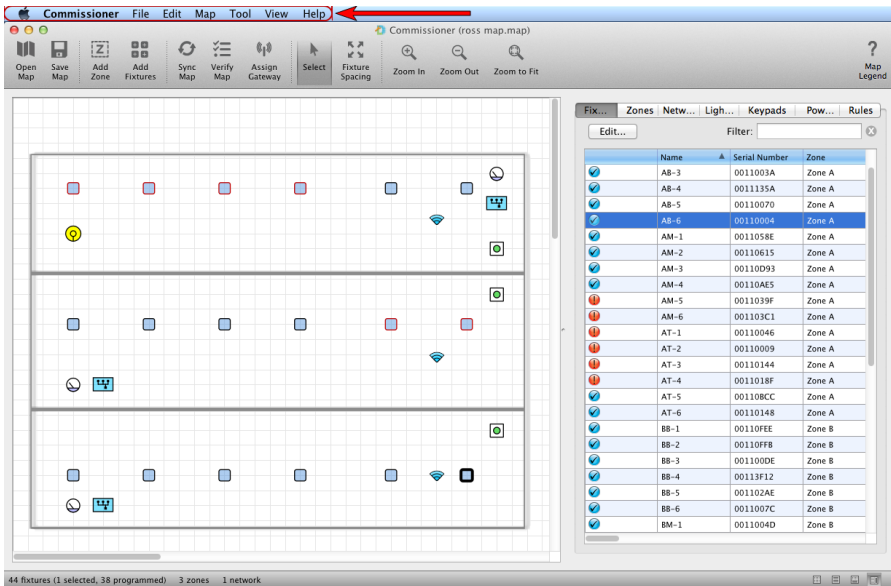 Commissioner File Edit Map Tool View Help
Commissioner (ross map.map)
Open Map
Save Map
Add Zone
Add Fixtures
Sync Map
Verify Map
Assign Gateway
Select
Fixture Spacing
Zoom In
Zoom Out
Zoom to Fit
?
Map Legend
Fix... Zones Netw... Ligh... Keypads Pow... Rules
Edit... Filter:
Name Serial Number Zone
AB-3 0011003A Zone A
AB-4 0011135A Zone A
AB-5 00110070 Zone A
AB-6 00110004 Zone A
AM-1 0011058E Zone A
AM-2 00110615 Zone A
AM-3 00110D93 Zone A
AM-4 00110AE5 Zone A
AM-5 0011039F Zone A
AM-6 001103C1 Zone A
AT-1 00110046 Zone A
AT-2 00110009 Zone A
AT-3 00110144 Zone A
AT-4 0011018F Zone A
AT-5 00110BCC Zone A
AT-6 00110148 Zone A
BB-1 00110FEE Zone B
BB-2 00110FFB Zone B
BB-3 001100DE Zone B
BB-4 00113F12 Zone B
BB-5 001102AE Zone B
BB-6 0011007C Zone B
BM-1 0011004D Zone B
44 fixtures (1 selected, 38 programmed) 3 zones 1 network